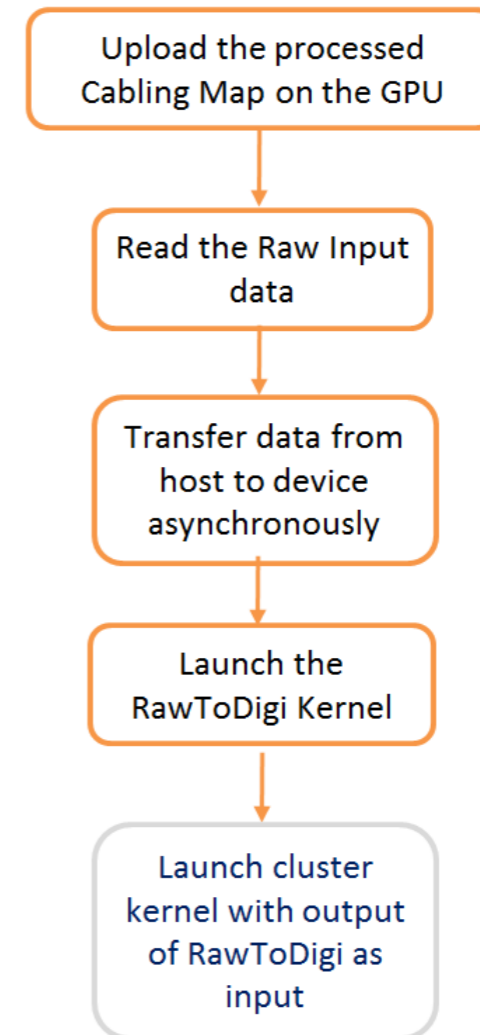 Upload the processed
Cabling Map on the GPU
Read the Raw Input
data
Transfer data from
host to device
asynchronously
Launch the
RawToDigi Kernel
Launch cluster
kernel with output
of RawToDigi as
input